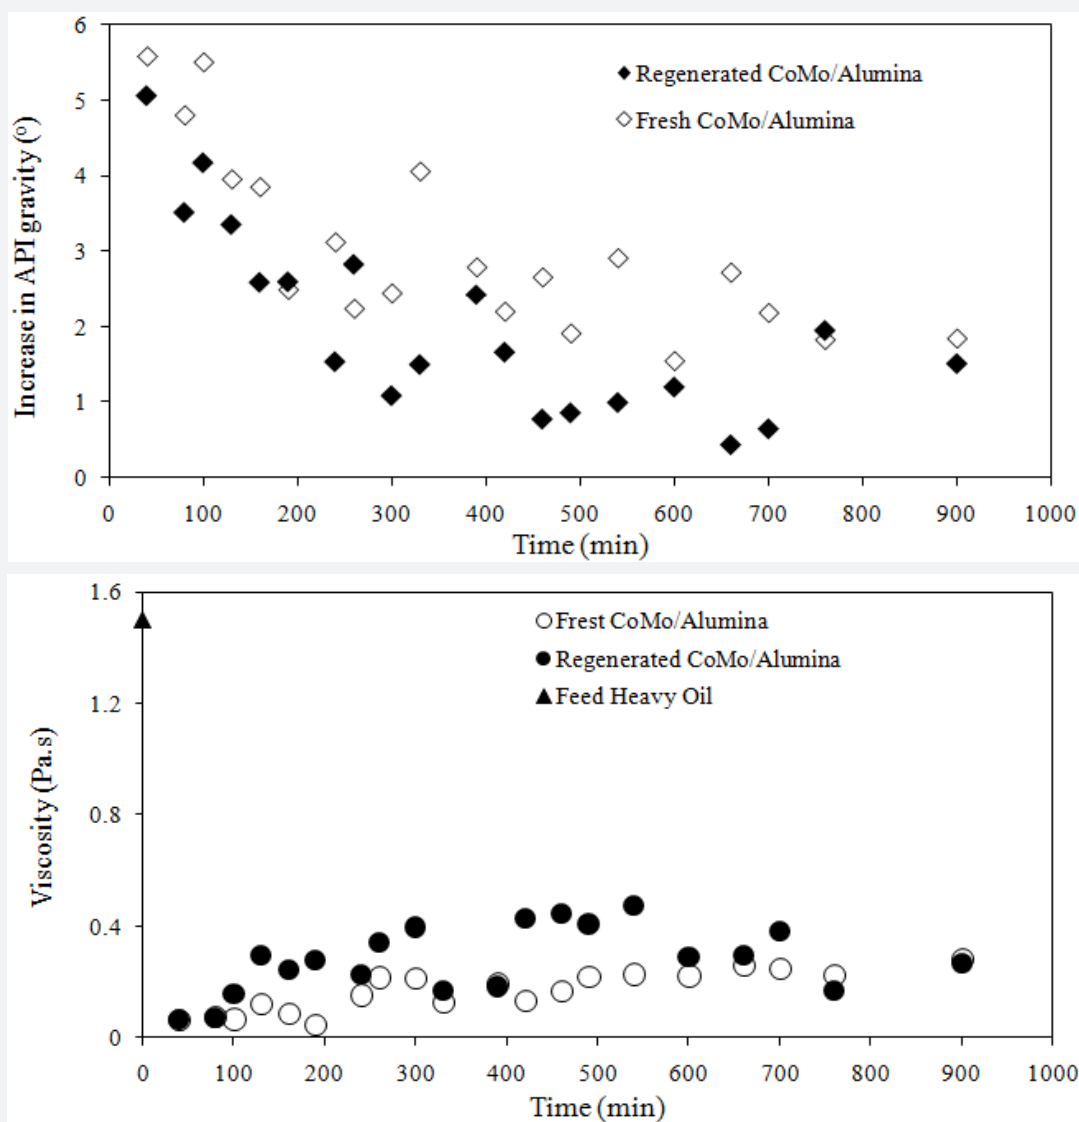 6
Regenerated CoMo/Alumina
5
Fresh CoMo/Alumina
4
3
2
1
0
Increase in API gravity (º)
0 100 200 300 400 500 600 700 800 900 1000
Time (min)
1.6
Frest CoMo/Alumina
Regenerated CoMo/Alumina
Feed Heavy Oil
1.2
0.8
0.4
0
Viscosity (Pa.s)
0 100 200 300 400 500 600 700 800 900 1000
Time (min)